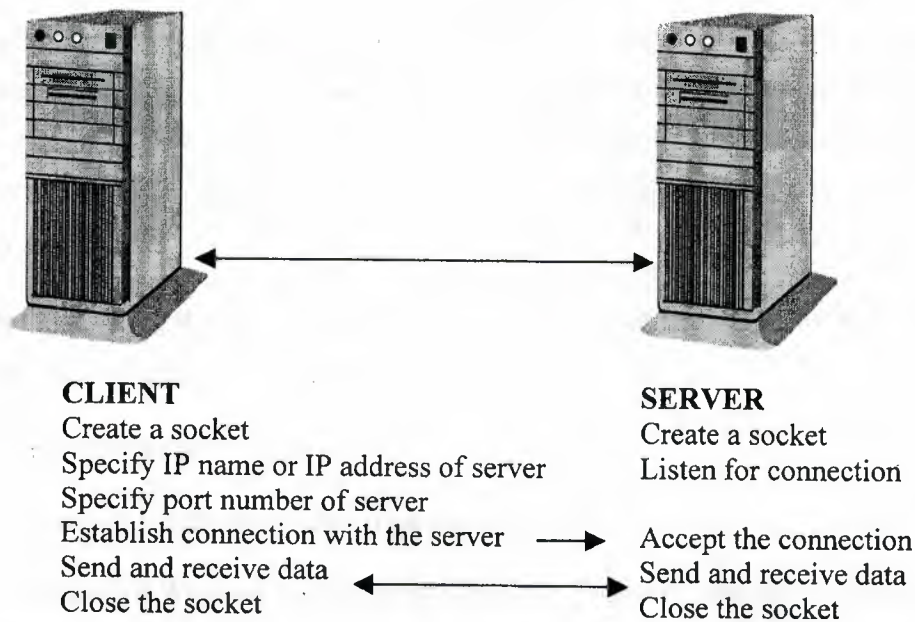 CLIENT
Create a socket
Specify IP name or IP address of server
Specify port number of server
Establish connection with the server
Send and receive data
Close the socket
SERVER
Create a socket
Listen for connection
Accept the connection
Send and receive data
Close the socket